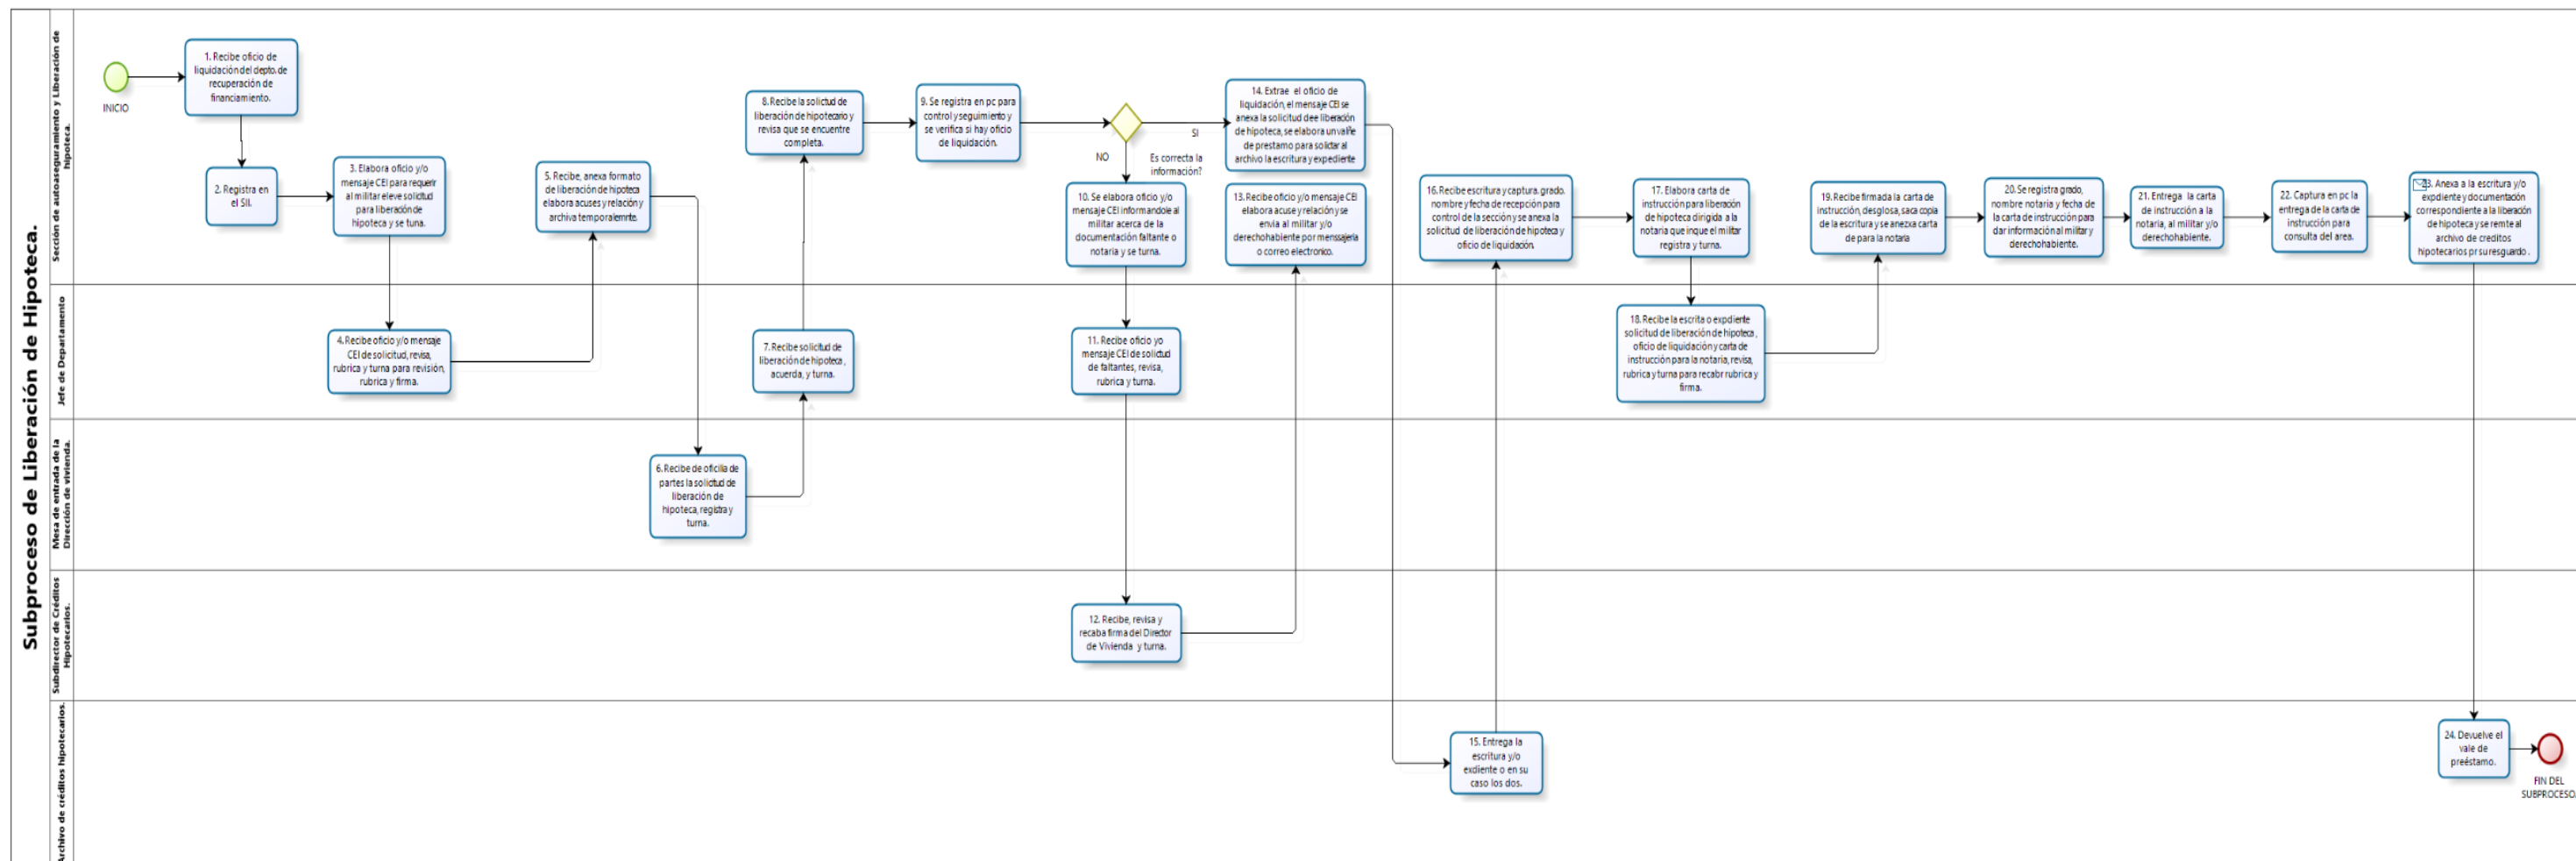 Subproceso de Liberación de Hipoteca.
Sección de autoaseguramiento y Liberación de
hipoteca.
Jefe de Departamento
Mesa de entrada de la
Dirección de vivienda.
Subdirector de Créditos
Hipotecarios.
Archivo de créditos hipotecarios.
INICIO
1. Recibe oficio de
liquidación del depto. de
recuperación de
financiamiento.
2. Registra en
el SII.
3. Elabora oficio y/o
mensaje CEI para requerir
al militar eleve solicitud
para liberación de
hipoteca y se tuna.
4. Recibe oficio y/o mensaje
CEI de solicitud, revisa,
rubrica y turna para revisión,
rubrica y firma.
5. Recibe, anexa formato
de liberación de hipoteca
elabora acuses y relación y
archiva temporalemnte.
6. Recibe de oficilia de
partes la solicitud de
liberación de
hipoteca, registra y
turna.
7. Recibe solicitud de
liberación de hipoteca ,
acuerda, y turna.
8. Recibe la solicitud de
liberación de hipotecario y
revisa que se encuentre
completa.
9. Se registra en pc para
control y seguimiento y
se verifica si hay oficio
de liquidación.
SI
NO
Es correcta la
información?
10. Se elabora oficio y/o
mensaje CEI informandole al
militar acerca de la
documentación faltante o
notaria y se turna.
11. Recibe oficio yo
mensaje CEI de solicitud
de faltantes, revisa,
rubrica y turna.
12. Recibe, revisa y
recaba firma del Director
de Vivienda y turna.
13. Recibe oficio y/o mensaje CEI
elabora acuse y relación y se
envia al militar y/o
derechohabiente por menssajeria
o correo electronico.
14. Extrae el oficio de
liquidación, el mensaje CEI se
anexa la solicitud dee liberación
de hipoteca, se elabora un
de prestamo para solictar al
archivo la escritura y expediente
15. Entrega la
escritura y/o
exdiente o en su
caso los dos.
16. Recibe escritura y captura. grado.
nombre y fecha de recepción para
control de la sección y se anexa la
solicitud de liberación de hipoteca y
oficio de liquidación.
17. Elabora carta de
instrucción para liberación
de hipoteca dirigida a la
notaria que inque el militar
registra y turna.
18. Recibe la escrita o expdiente
solicitud de liberación de hipoteca ,
oficio de liquidación y carta de
instrucción para la notaria, revisa,
rubrica y turna para recabr rubrica y
firma.
19. Recibe firmada la carta de
instrucción, desglosa, saca copia
de la escritura y se anezxa carta
de para la notaria
20. Se registra grado,
nombre notaria y fecha de
la carta de instrucción para
dar información al militar y
derechohabiente.
21. Entrega la carta
de instrucción a la
notaria, al militar y/o
derechohabiente.
22. Captura en pc la
entrega de la carta de
instrucción para
consulta del area.
23. Anexa a la escritura y/o
expdiente y documentación
correspondiente a la liberación
de hipoteca y se remte al
archivo de creditos
hipotecarios pr su resguardo .
24. Devuelve el
vale de
preéstamo.
FIN DEL
SUBPROCESO.